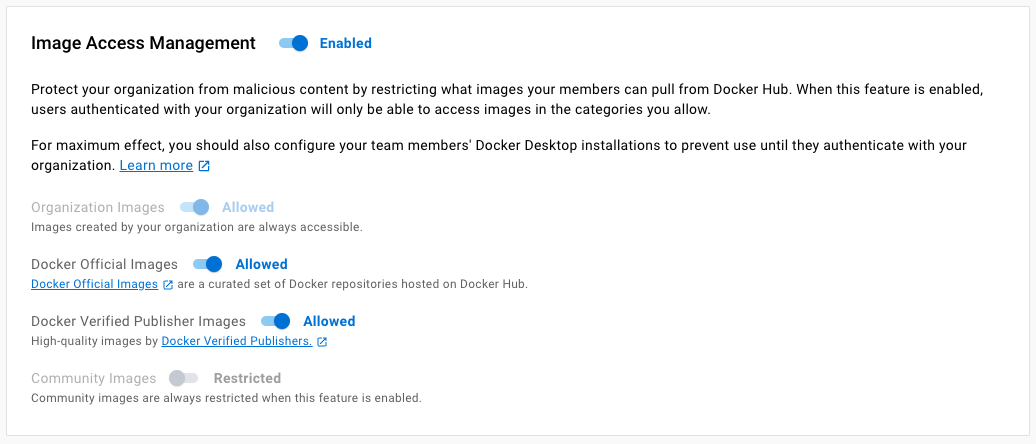 Image Access Management Enabled
Protect your organization from malicious content by restricting what images your members can pull from Docker Hub. When this feature is enabled,
users authenticated with your organization will only be able to access images in the categories you allow.
For maximum effect, you should also configure your team members' Docker Desktop installations to prevent use until they authenticate with your
organization. Learn more
Organization Images Allowed
Images created by your organization are always accessible.
Docker Official Images Allowed
Docker Official Images are a curated set of Docker repositories hosted on Docker Hub.
Docker Verified Publisher Images Allowed
High-quality images by Docker Verified Publishers.
Community Images Restricted
Community images are always restricted when this feature is enabled.